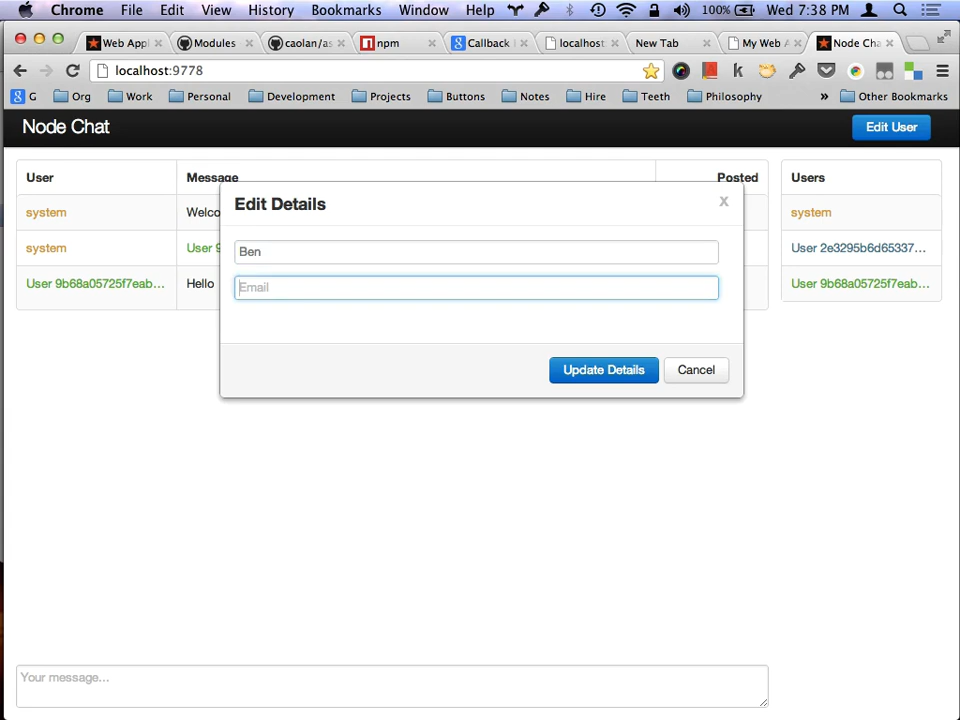 Chrome File Edit View History Bookmarks Window Help 100% Wed 7:38 PM
Web Appl Modules caolan/as npm Callback localhost New Tab My Web A Node Cha
localhost:9778
G Org Work Personal Development Projects Buttons Notes Hire Teeth Philosophy » Other Bookmarks
Node Chat Edit User
User Message Posted Users
system Welco system
system User 9 User 2e3295b6d65337...
User 9b68a05725f7eab... Hello User 9b68a05725f7eab...
Edit Details x
Ben
Email
Update Details Cancel
Your message...